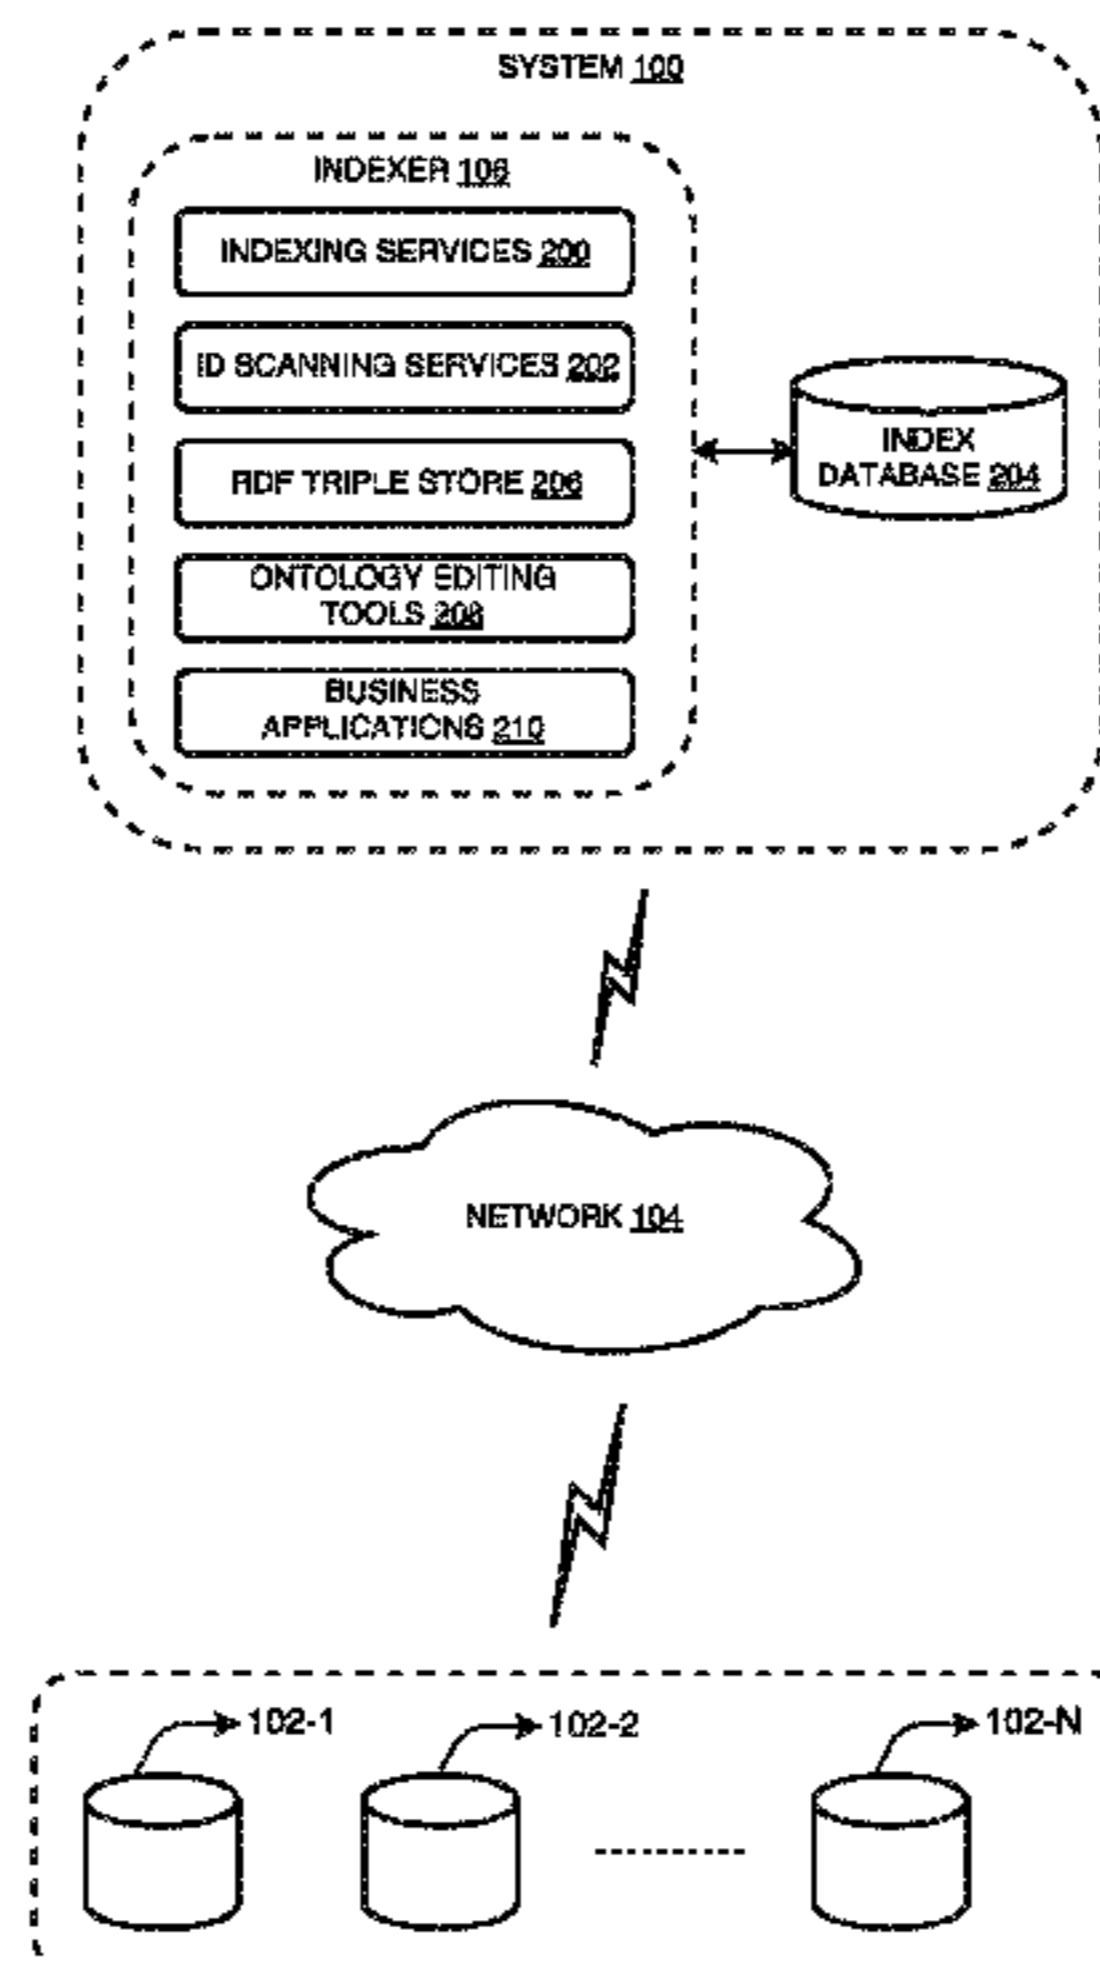 SYSTEM 100
INDEXER 106
INDEXING SERVICES 200
ID SCANNING SERVICES 202
RDF TRIPLE STORE 206
ONTOLOGY EDITING
TOOLS 208
BUSINESS
APPLICATIONS 210
INDEX
DATABASE 204
NETWORK 104
102-1
102-2
102-N